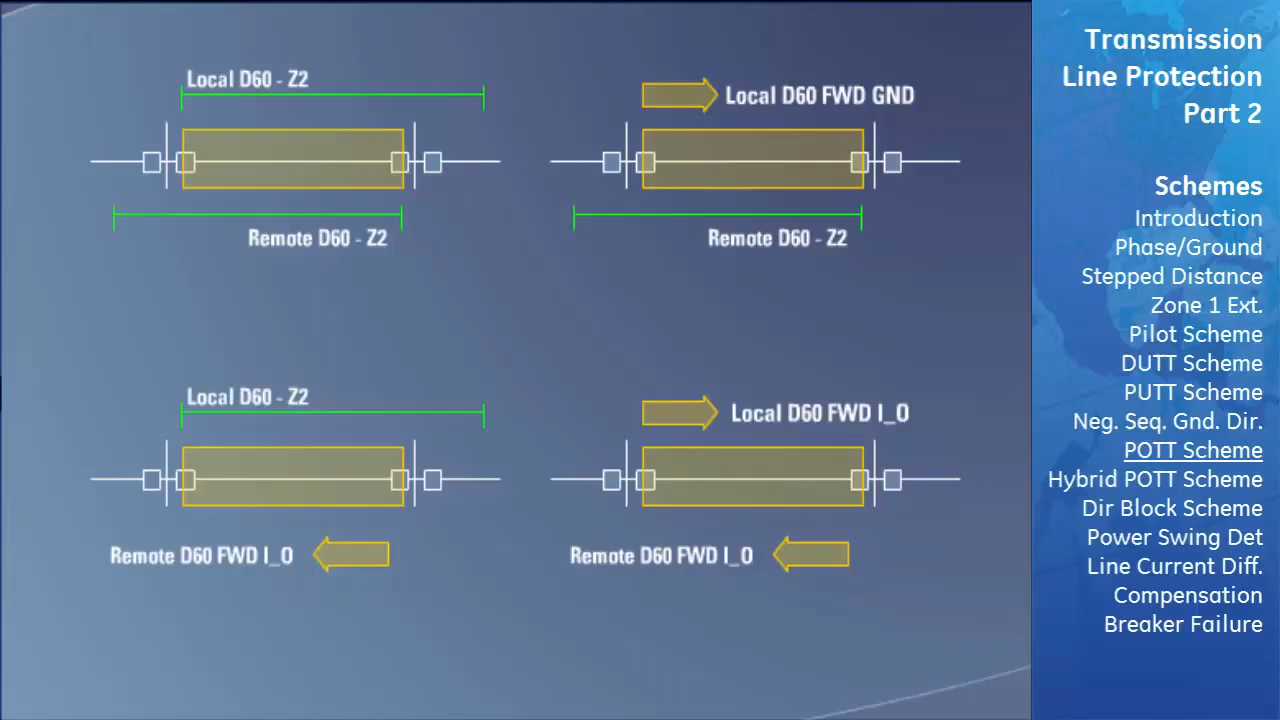 Local D60 - Z2
Remote D60 - Z2
Local D60 FWD GND
Remote D60 - Z2
Local D60 - Z2
Remote D60 FWD I_0
Local D60 FWD I_0
Remote D60 FWD I_0
Transmission
Line Protection
Part 2
Schemes
Introduction
Phase/Ground
Stepped Distance
Zone 1 Ext.
Pilot Scheme
DUTT Scheme
PUTT Scheme
Neg. Seq. Gnd. Dir.
POTT Scheme
Hybrid POTT Scheme
Dir Block Scheme
Power Swing Det
Line Current Diff.
Compensation
Breaker Failure